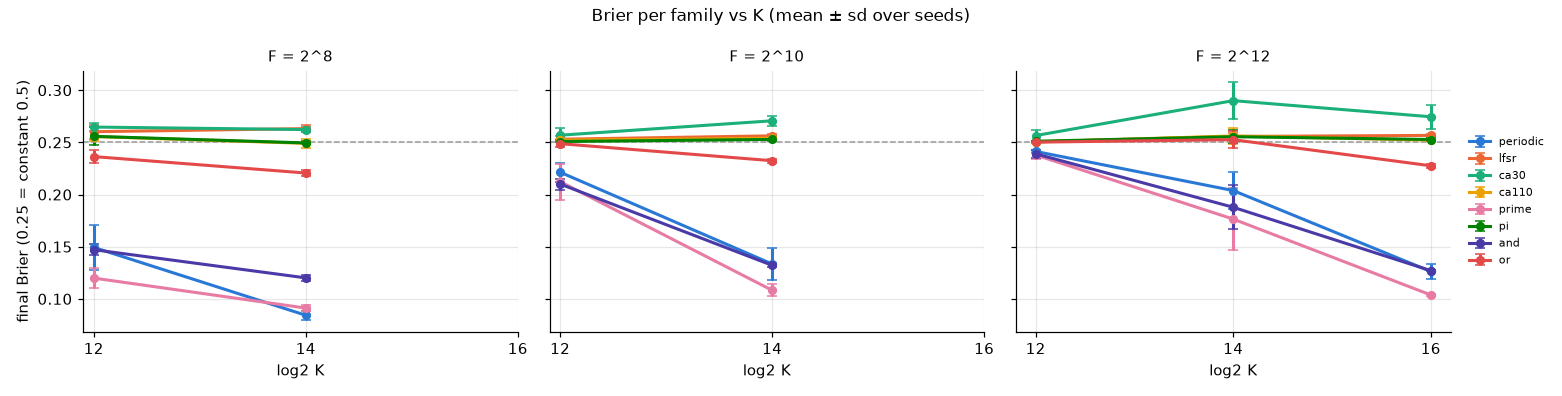 Brier per family vs K (mean ± sd over seeds)
F = 2^8
F = 2^10
F = 2^12
final Brier (0.25 = constant 0.5)
0.30
0.25
0.20
0.15
0.10
12
14
16
12
14
16
12
14
16
log2 K
log2 K
log2 K
periodic
lfsr
ca30
ca110
prime
pi
and
or